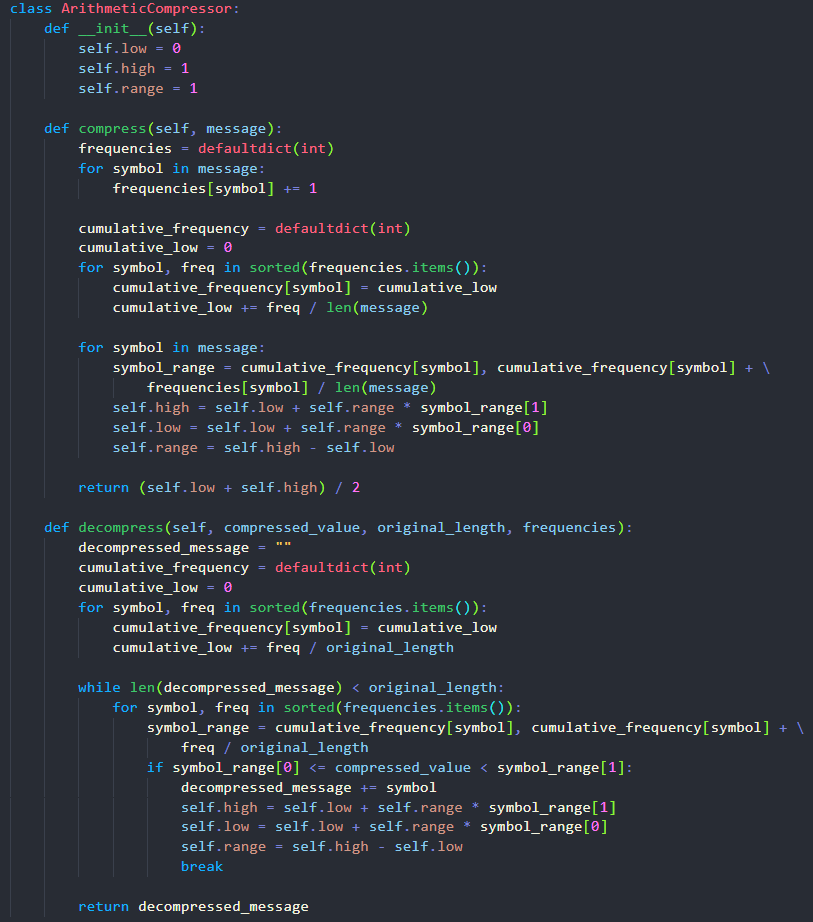 class ArithmeticCompressor:
    def __init__(self):
        self.low = 0
        self.high = 1
        self.range = 1

    def compress(self, message):
        frequencies = defaultdict(int)
        for symbol in message:
            frequencies[symbol] += 1

        cumulative_frequency = defaultdict(int)
        cumulative_low = 0
        for symbol, freq in sorted(frequencies.items()):
            cumulative_frequency[symbol] = cumulative_low
            cumulative_low += freq / len(message)

        for symbol in message:
            symbol_range = cumulative_frequency[symbol], cumulative_frequency[symbol] + \
                frequencies[symbol] / len(message)
            self.high = self.low + self.range * symbol_range[1]
            self.low = self.low + self.range * symbol_range[0]
            self.range = self.high - self.low

        return (self.low + self.high) / 2

    def decompress(self, compressed_value, original_length, frequencies):
        decompressed_message = ""
        cumulative_frequency = defaultdict(int)
        cumulative_low = 0
        for symbol, freq in sorted(frequencies.items()):
            cumulative_frequency[symbol] = cumulative_low
            cumulative_low += freq / original_length

        while len(decompressed_message) < original_length:
            for symbol, freq in sorted(frequencies.items()):
                symbol_range = cumulative_frequency[symbol], cumulative_frequency[symbol] + \
                    freq / original_length
                if symbol_range[0] <= compressed_value < symbol_range[1]:
                    decompressed_message += symbol
                    self.high = self.low + self.range * symbol_range[1]
                    self.low = self.low + self.range * symbol_range[0]
                    self.range = self.high - self.low
                    break

        return decompressed_message